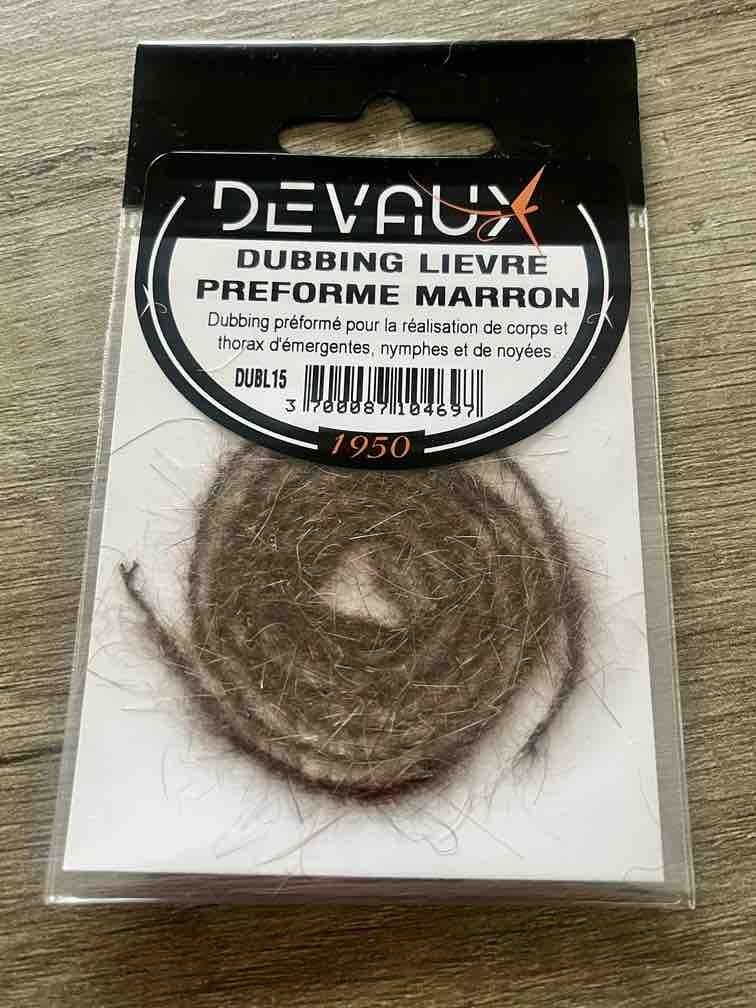 DEVAUX
DUBBING LIEVRE
PREFORME MARRON
Dubbing préformé pour la réalisation de corps et
thorax d'émergentes, nymphes et de noyées.
DUBL15
3 700087 104697
1950